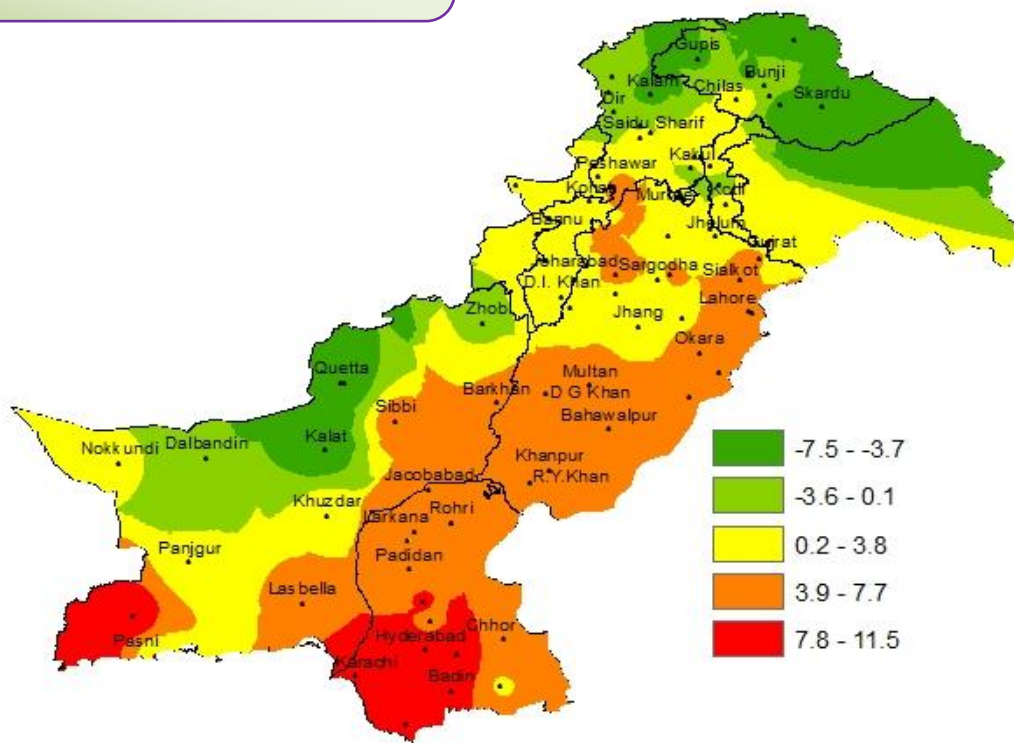 Gupis
Bunji
Kalam
Chilas
Skardu
Dir
Saidu Sharif
Peshawar
Kakul
Kohat
Murree
Kotli
Bannu
Jhelum
Gujrat
Sargodha
Sialkot
D.I. Khan
Lahore
Zhob
Jhang
Okara
Quetta
Multan
Barkhan
D G Khan
Sibbi
Bahawalpur
Nokkundi
Dalbandin
Kalat
Khanpur
Jacobabad
R.Y.Khan
Khuzdar
Larkana
Rohri
Panjgur
Padidan
Lasbella
Pasni
Hyderabad
Chhor
Karachi
Badin
-7.5 - -3.7
-3.6 - 0.1
0.2 - 3.8
3.9 - 7.7
7.8 - 11.5